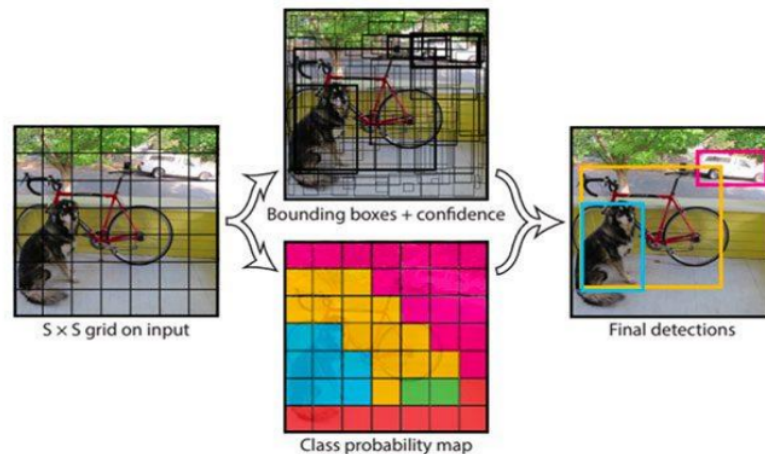 S × S grid on input
Bounding boxes + confidence
Class probability map
Final detections